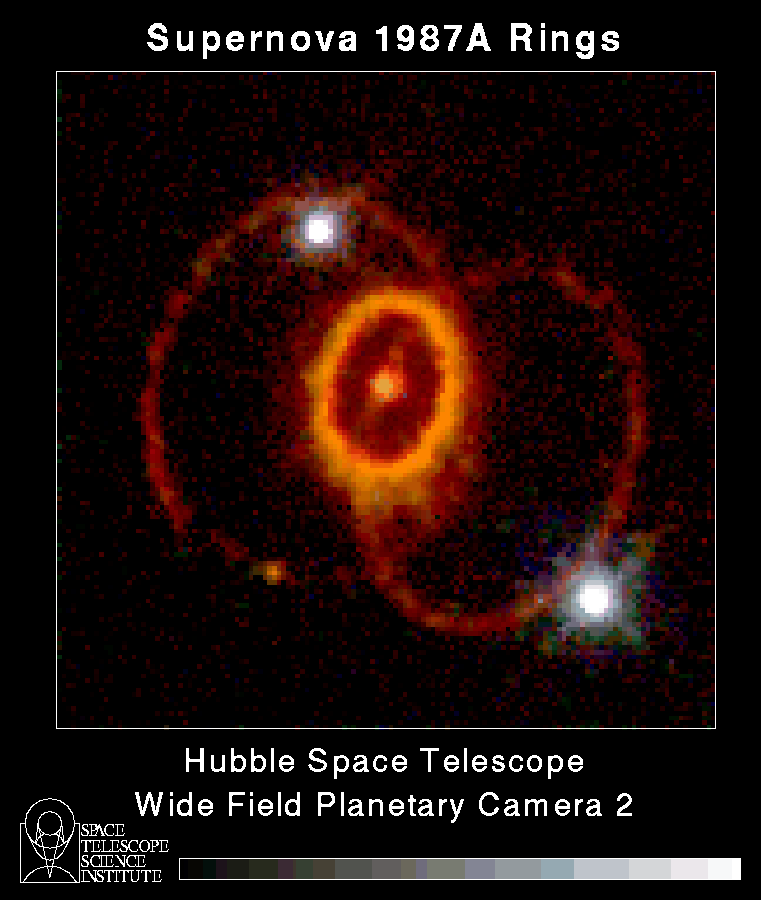 Supernova 1987A Rings
Hubble Space Telescope
Wide Field Planetary Camera 2
SPACE
TELESCOPE
SCIENCE
INSTITUTE